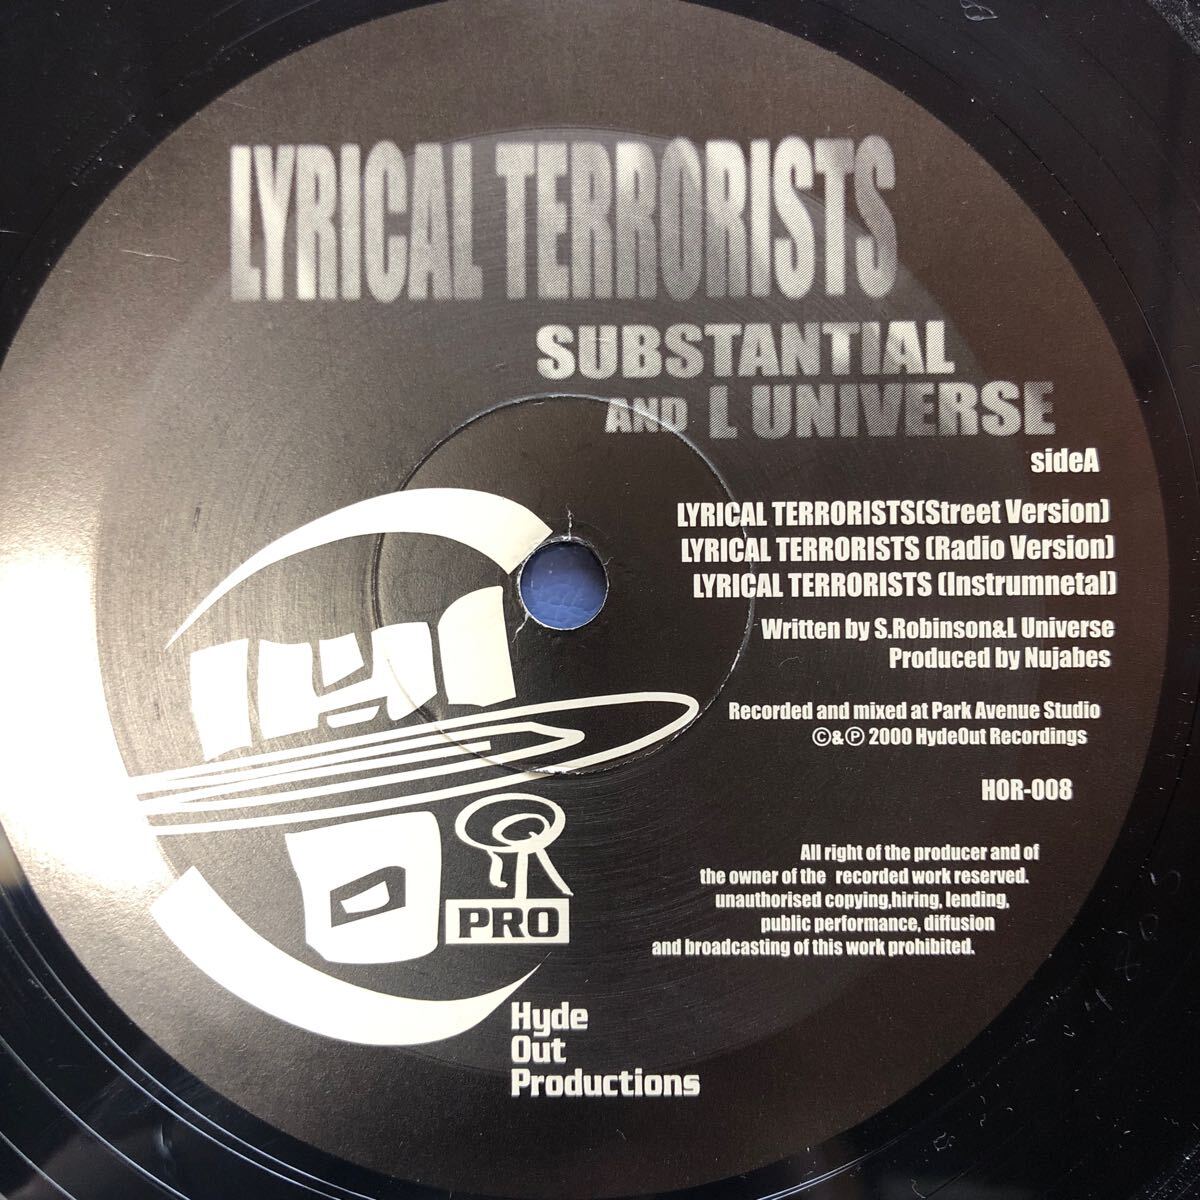 LYRICAL TERRORISTS
SUBSTANTIAL
AND L UNIVERSE
sideA
LYRICAL TERRORISTS(Street Version)
LYRICAL TERRORISTS (Radio Version)
LYRICAL TERRORISTS (Instrumnetal)
Written by S.Robinson&L Universe
Produced by Nujabes
Recorded and mixed at Park Avenue Studio
©&℗ 2000 HydeOut Recordings
HOR-008
All right of the producer and of
the owner of the recorded work reserved.
unauthorised copying,hiring, lending,
public performance, diffusion
and broadcasting of this work prohibited.
PRO
Hyde
Out
Productions